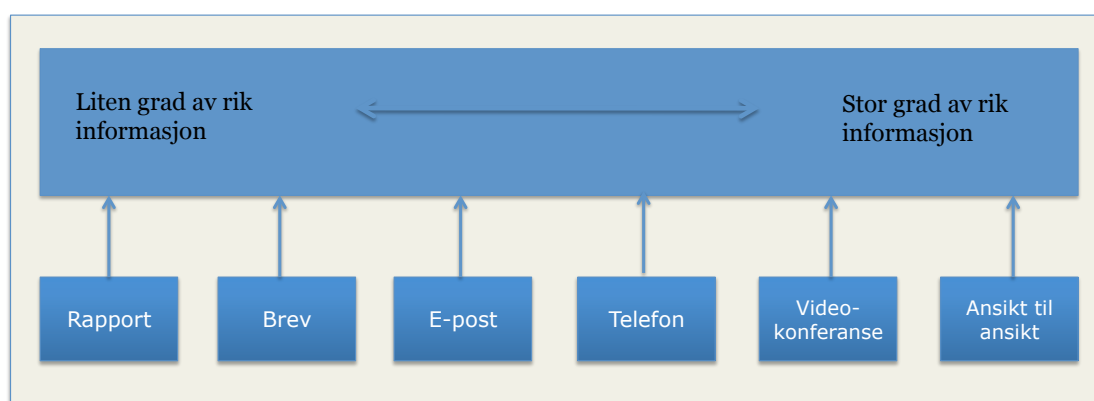 Liten grad av rik
informasjon
Stor grad av rik
informasjon
Rapport
Brev
E-post
Telefon
Video-
konferanse
Ansikt til
ansikt